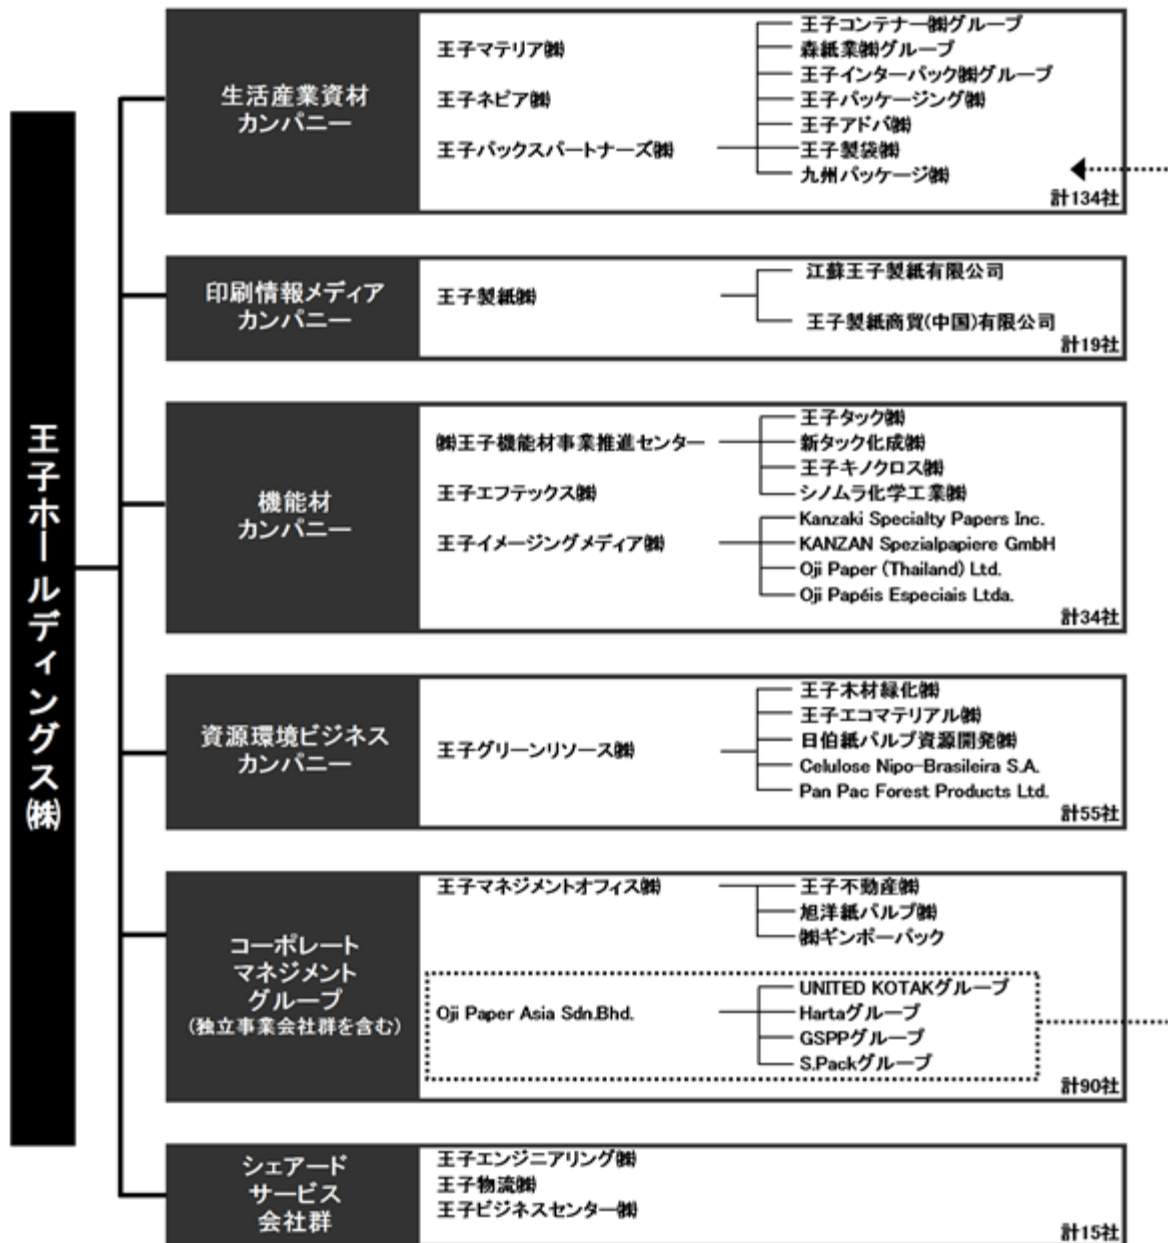 王子ホールディングス㈱
生活産業資材
カンパニー
王子マテリア㈱
王子ネピア㈱
王子パックスパートナーズ㈱
王子コンテナー㈱グループ
森紙業㈱グループ
王子インターパック㈱グループ
王子パッケージング㈱
王子アドバ㈱
王子製袋㈱
九州パッケージ㈱
計134社
印刷情報メディア
カンパニー
王子製紙㈱
江蘇王子製紙有限公司
王子製紙商貿(中国)有限公司
計19社
機能材
カンパニー
㈱王子機能材事業推進センター
王子エフテックス㈱
王子イメージングメディア㈱
王子タック㈱
新タック化成㈱
王子キノクロス㈱
シノムラ化学工業㈱
Kanzaki Specialty Papers Inc.
KANZAN Spezialpapiere GmbH
Oji Paper (Thailand) Ltd.
Oji Papéis Especiais Ltda.
計34社
資源環境ビジネス
カンパニー
王子グリーンリソース㈱
王子木材緑化㈱
王子エコマテリアル㈱
日伯紙パルプ資源開発㈱
Celulose Nipo-Brasileira S.A.
Pan Pac Forest Products Ltd.
計55社
コーポレート
マネジメント
グループ
(独立事業会社群を含む)
王子マネジメントオフィス㈱
王子不動産㈱
旭洋紙パルプ㈱
㈱ギンポーパック
Oji Paper Asia Sdn.Bhd.
UNITED KOTAKグループ
Hartaグループ
GSPPグループ
S.Packグループ
計90社
シェアード
サービス
会社群
王子エンジニアリング㈱
王子物流㈱
王子ビジネスセンター㈱
計15社